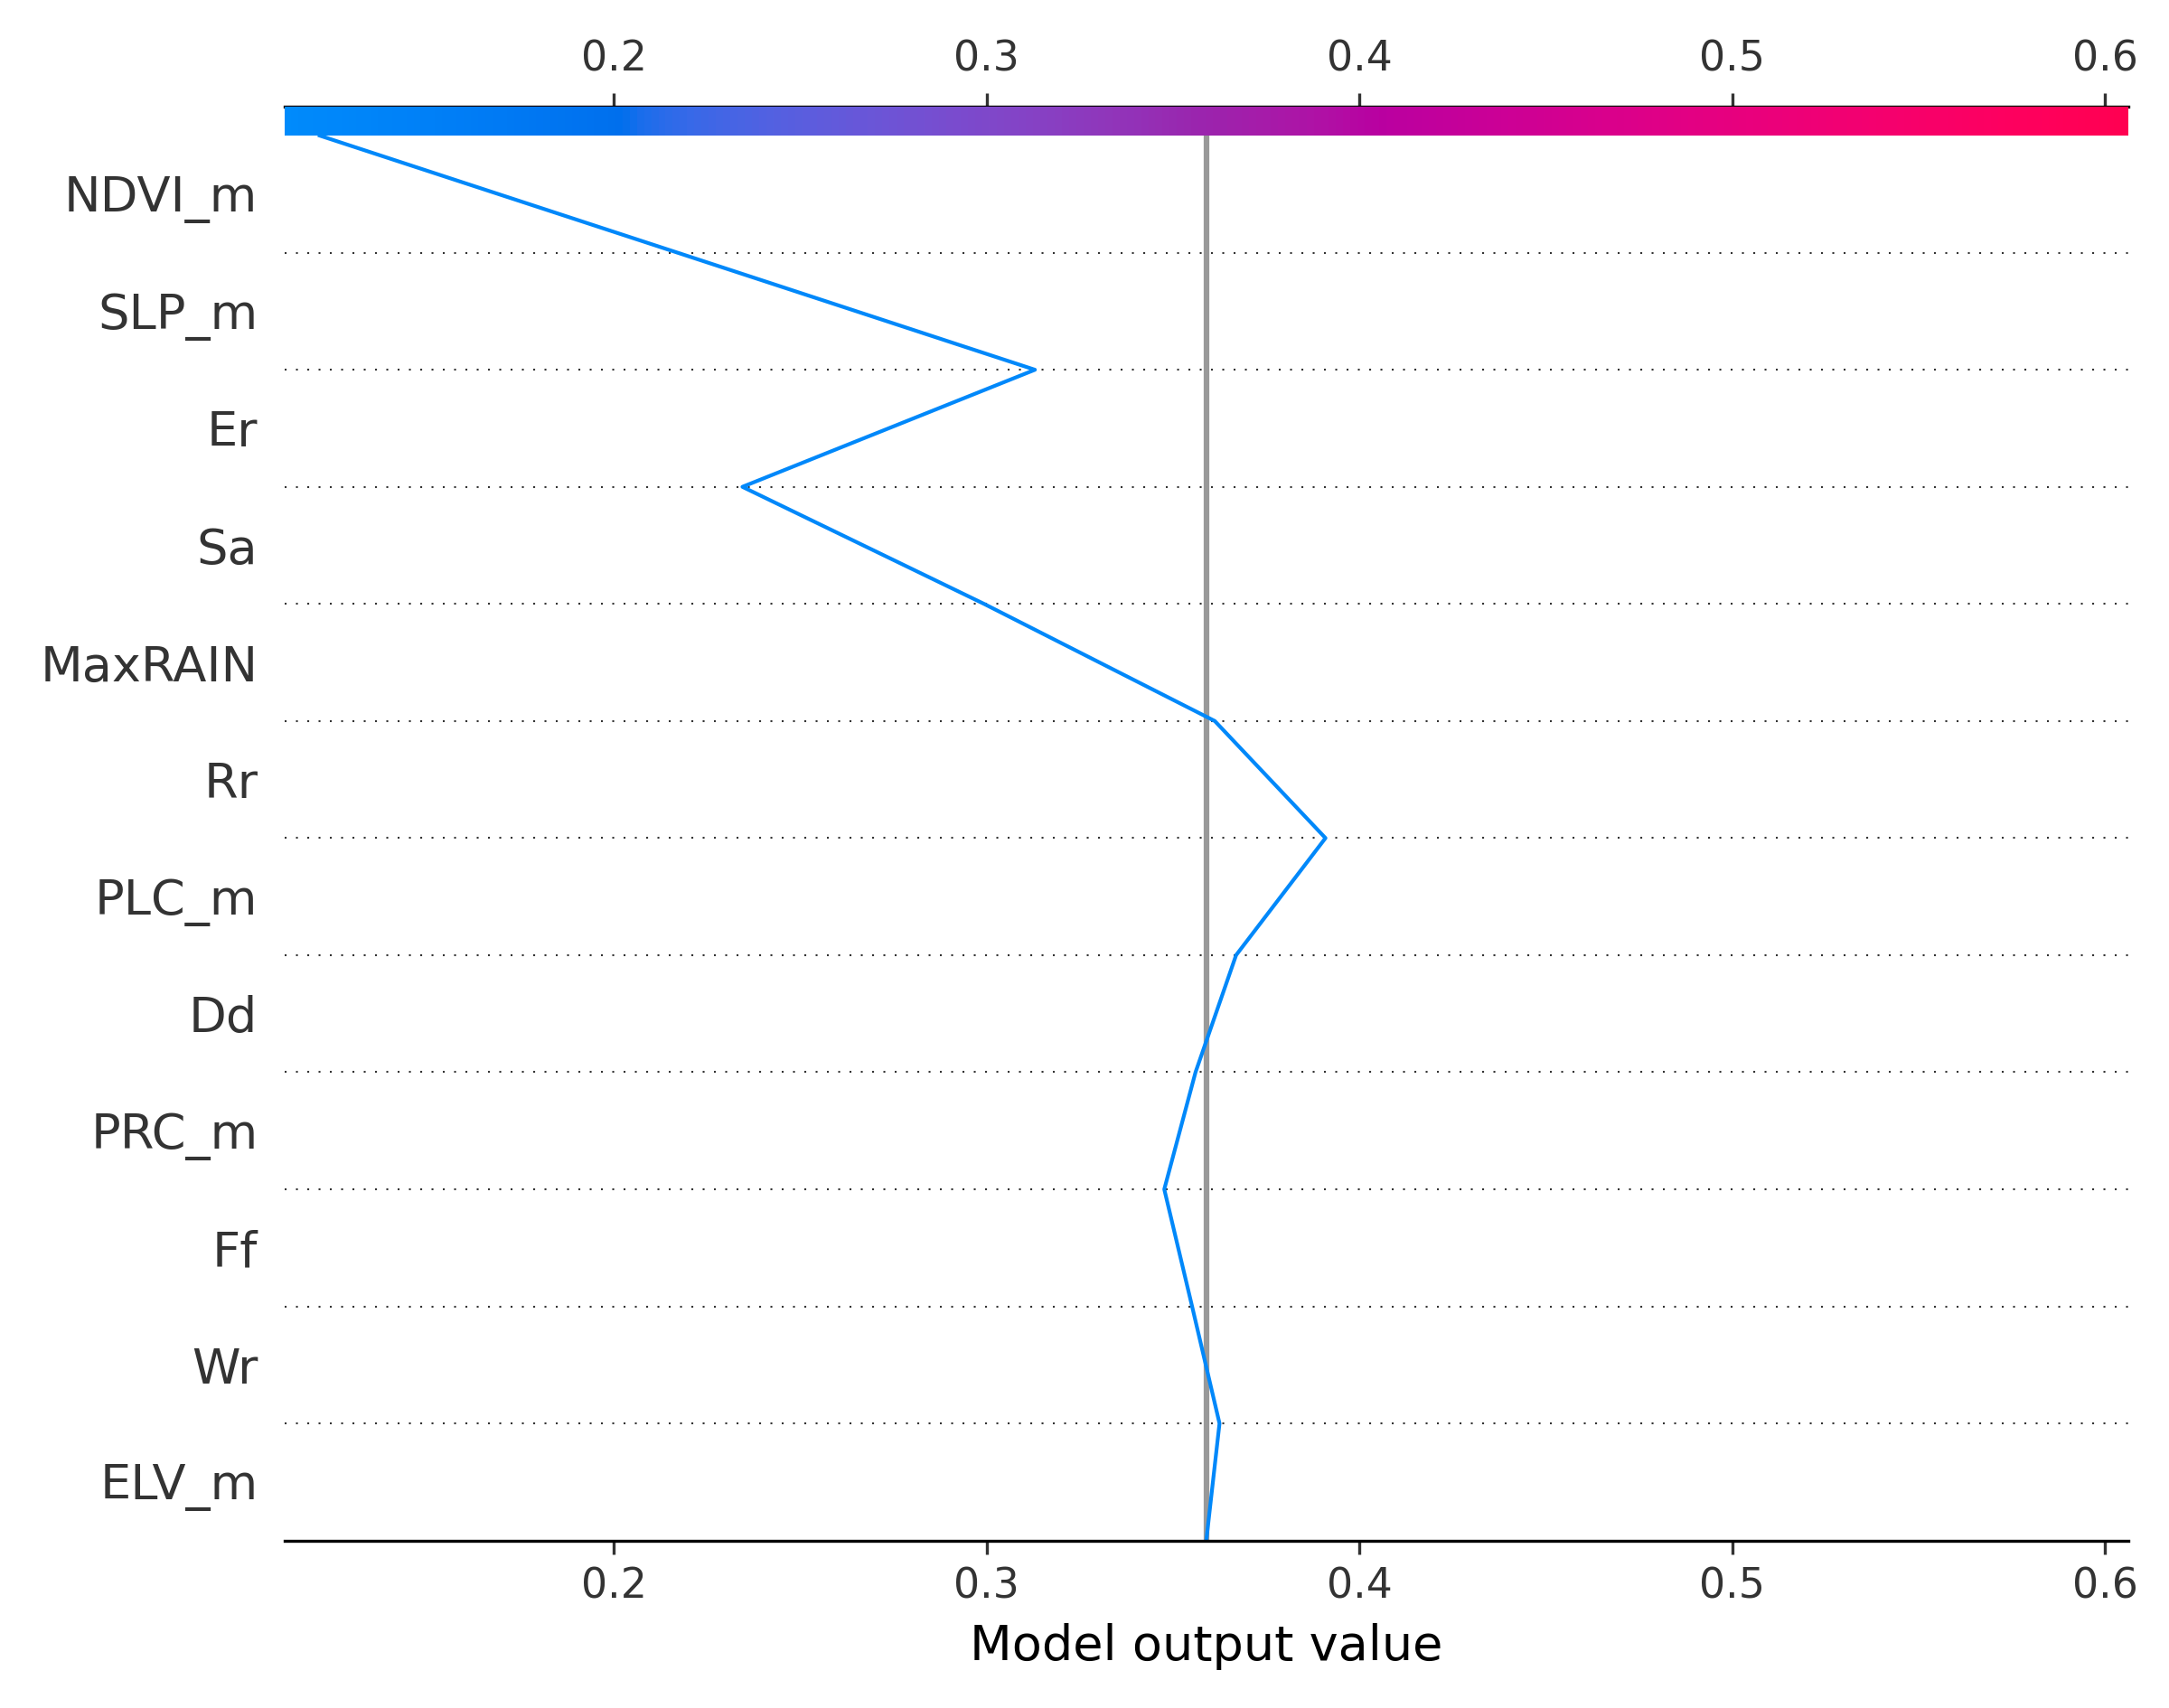 0.2 0.3 0.4 0.5 0.6
NDVI_m
SLP_m
Er
Sa
MaxRAIN
Rr
PLC_m
Dd
PRC_m
Ff
Wr
ELV_m
0.2 0.3 0.4 0.5 0.6
Model output value